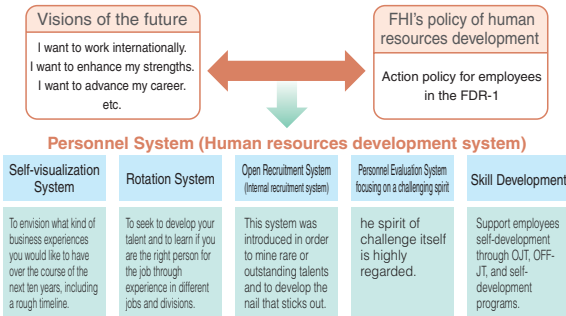 Visions of the future
I want to work internationally.
I want to enhance my strengths.
I want to advance my career.
etc.
FHI's policy of human
resources development
Action policy for employees
in the FDR-1
Personnel System (Human resources development system)
Self-visualization
System
To envision what kind of
business experiences
you would like to have
over the course of the
next ten years, including
a rough timeline.
Rotation System
To seek to develop your
talent and to learn if you
are the right person for
the job through
experience in different
jobs and divisions.
Open Recruitment System
(Internal recruitment system)
This system was
introduced in order
to mine rare or
outstanding talents
and to develop the
nail that sticks out.
Personnel Evaluation System
focusing on a challenging spirit
he spirit of
challenge itself
is highly
regarded.
Skill Development
Support employees
self-development
through OJT, OFF-
JT, and self-
development
programs.